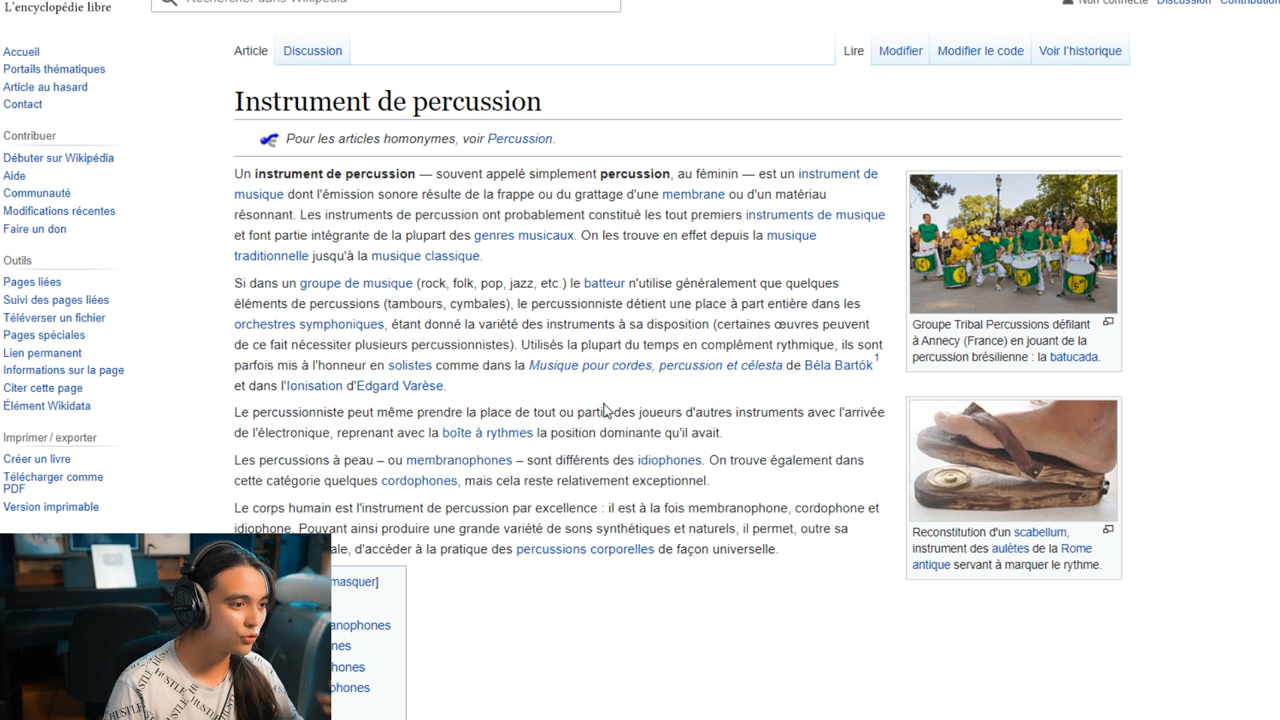 L'encyclopédie libre
Rechercher dans Wikipédia
Non connecté Discussion Contributions
Article Discussion Lire Modifier Modifier le code Voir l'historique
Accueil
Portails thématiques
Article au hasard
Contact
Contribuer
Débuter sur Wikipédia
Aide
Communauté
Modifications récentes
Faire un don
Outils
Pages liées
Suivi des pages liées
Téléverser un fichier
Pages spéciales
Lien permanent
Informations sur la page
Citer cette page
Élément Wikidata
Imprimer / exporter
Créer un livre
Télécharger comme
PDF
Version imprimable
Instrument de percussion
Pour les articles homonymes, voir Percussion.
Un instrument de percussion — souvent appelé simplement percussion, au féminin — est un instrument de
musique dont l'émission sonore résulte de la frappe ou du grattage d'une membrane ou d'un matériau
résonnant. Les instruments de percussion ont probablement constitué les tout premiers instruments de musique
et font partie intégrante de la plupart des genres musicaux. On les trouve en effet depuis la musique
traditionnelle jusqu'à la musique classique.
Si dans un groupe de musique (rock, folk, pop, jazz, etc.) le batteur n'utilise généralement que quelques
éléments de percussions (tambours, cymbales), le percussionniste détient une place à part entière dans les
orchestres symphoniques, étant donné la variété des instruments à sa disposition (certaines œuvres peuvent
de ce fait nécessiter plusieurs percussionnistes). Utilisés la plupart du temps en complément rythmique, ils sont
parfois mis à l'honneur en solistes comme dans la Musique pour cordes, percussion et célesta de Béla Bartók 1
et dans l'Ionisation d'Edgard Varèse.
Le percussionniste peut même prendre la place de tout ou partie des joueurs d'autres instruments avec l'arrivée
de l'électronique, reprenant avec la boîte à rythmes la position dominante qu'il avait.
Les percussions à peau – ou membranophones – sont différents des idiophones. On trouve également dans
cette catégorie quelques cordophones, mais cela reste relativement exceptionnel.
Le corps humain est l'instrument de percussion par excellence : il est à la fois membranophone, cordophone et
idiophone. Pouvant ainsi produire une grande variété de sons synthétiques et naturels, il permet, outre sa
ale, d'accéder à la pratique des percussions corporelles de façon universelle.
masquer]
anophones
nes
hones
phones
Groupe Tribal Percussions défilant
à Annecy (France) en jouant de la
percussion brésilienne : la batucada.
Reconstitution d'un scabellum,
instrument des aulètes de la Rome
antique servant à marquer le rythme.
HUSTLE
HUSTLE
HUSTLE
HUSTLE